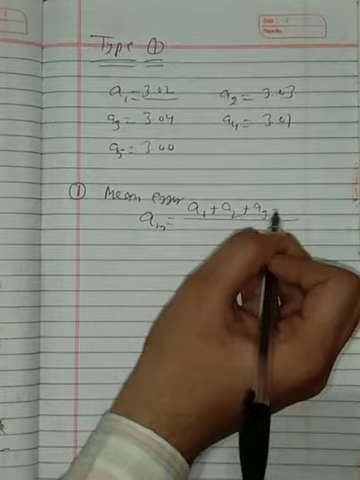 Type ①
a₁ = 3.02 a₂ = 3.03
a₃ = 3.04 a₄ = 3.01
a₅ = 3.00
① Mean error
aₘ = a₁ + a₂ + a₃